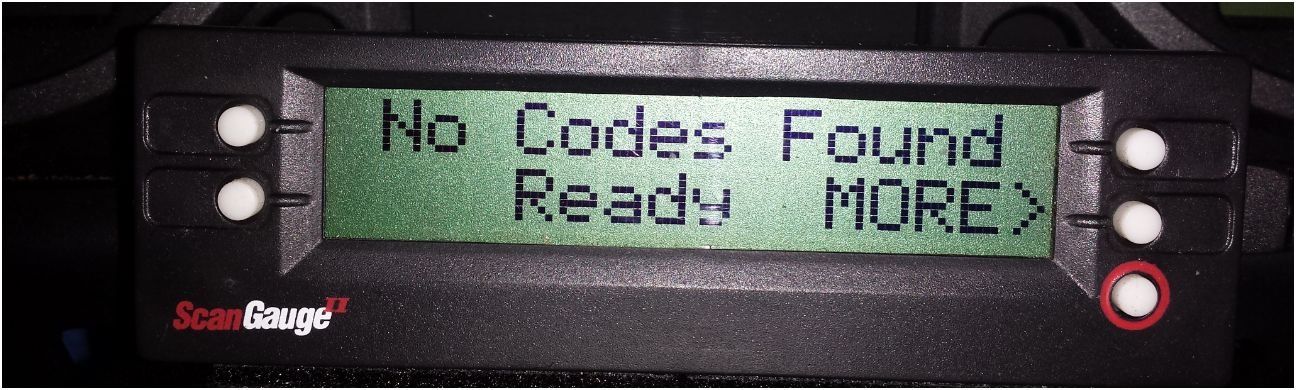 No Codes Found
Ready MORE>
ScanGauge II